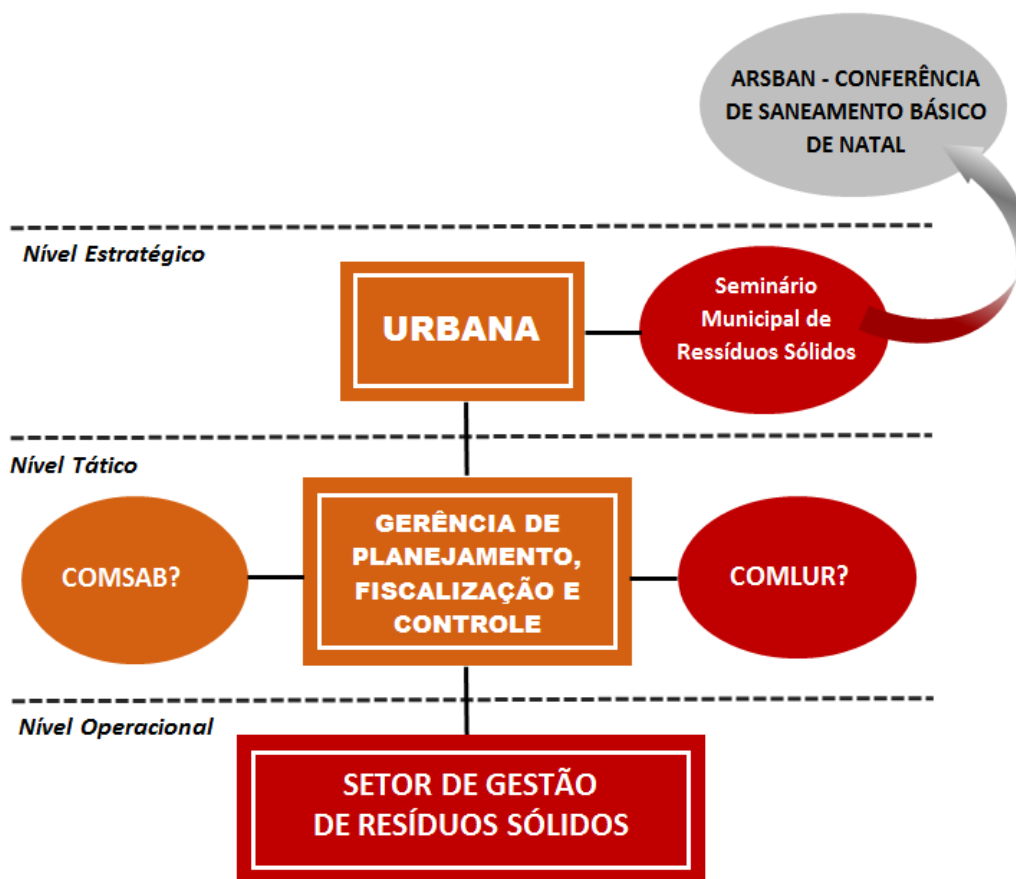 ARSBAN - CONFERÊNCIA
DE SANEAMENTO BÁSICO
DE NATAL
Nível Estratégico
URBANA
Seminário
Municipal de
Ressíduos Sólidos
Nível Tático
COMSAB?
GERÊNCIA DE
PLANEJAMENTO,
FISCALIZAÇÃO E
CONTROLE
COMLUR?
Nível Operacional
SETOR DE GESTÃO
DE RESÍDUOS SÓLIDOS